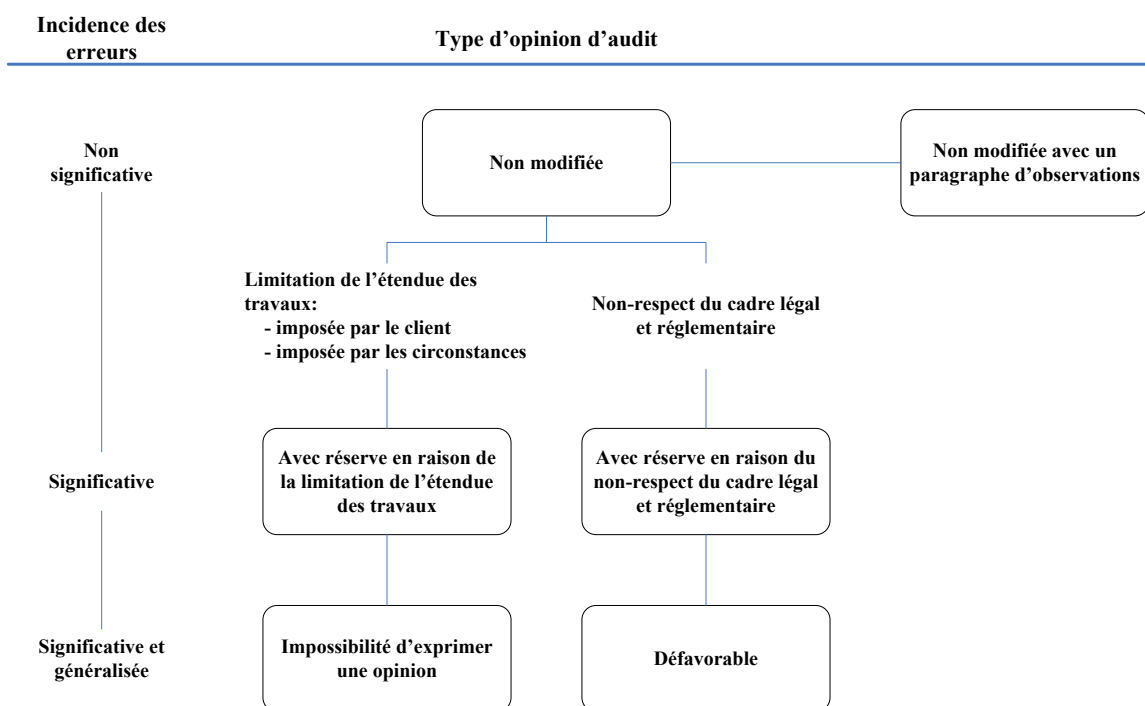 Incidence des
erreurs
Type d’opinion d’audit
Non
significative
Non modifiée
Non modifiée avec un
paragraphe d’observations
Limitation de l’étendue des
travaux:
- imposée par le client
- imposée par les circonstances
Non-respect du cadre légal
et réglementaire
Significative
Avec réserve en raison de
la limitation de l’étendue
des travaux
Avec réserve en raison du
non-respect du cadre légal
et réglementaire
Significative et
généralisée
Impossibilité d’exprimer
une opinion
Défavorable